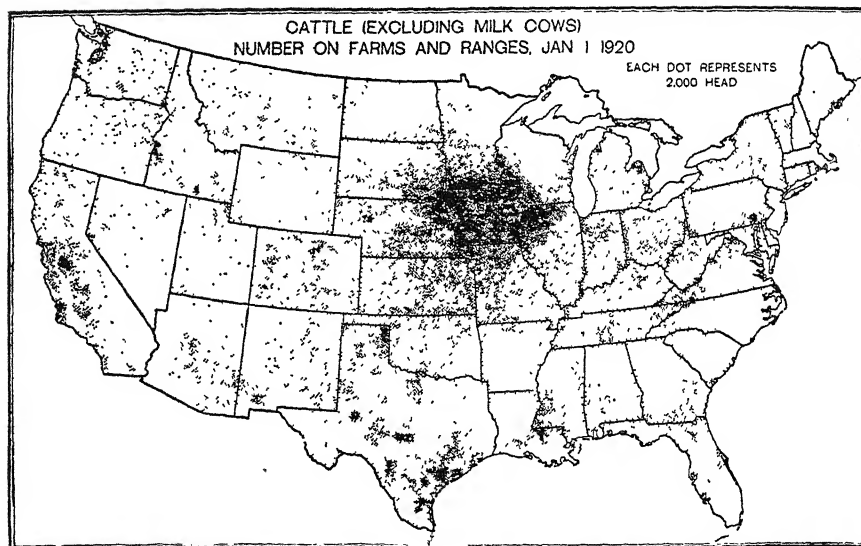 CATTLE (EXCLUDING MILK COWS)
NUMBER ON FARMS AND RANGES, JAN 1 1920
EACH DOT REPRESENTS
2,000 HEAD